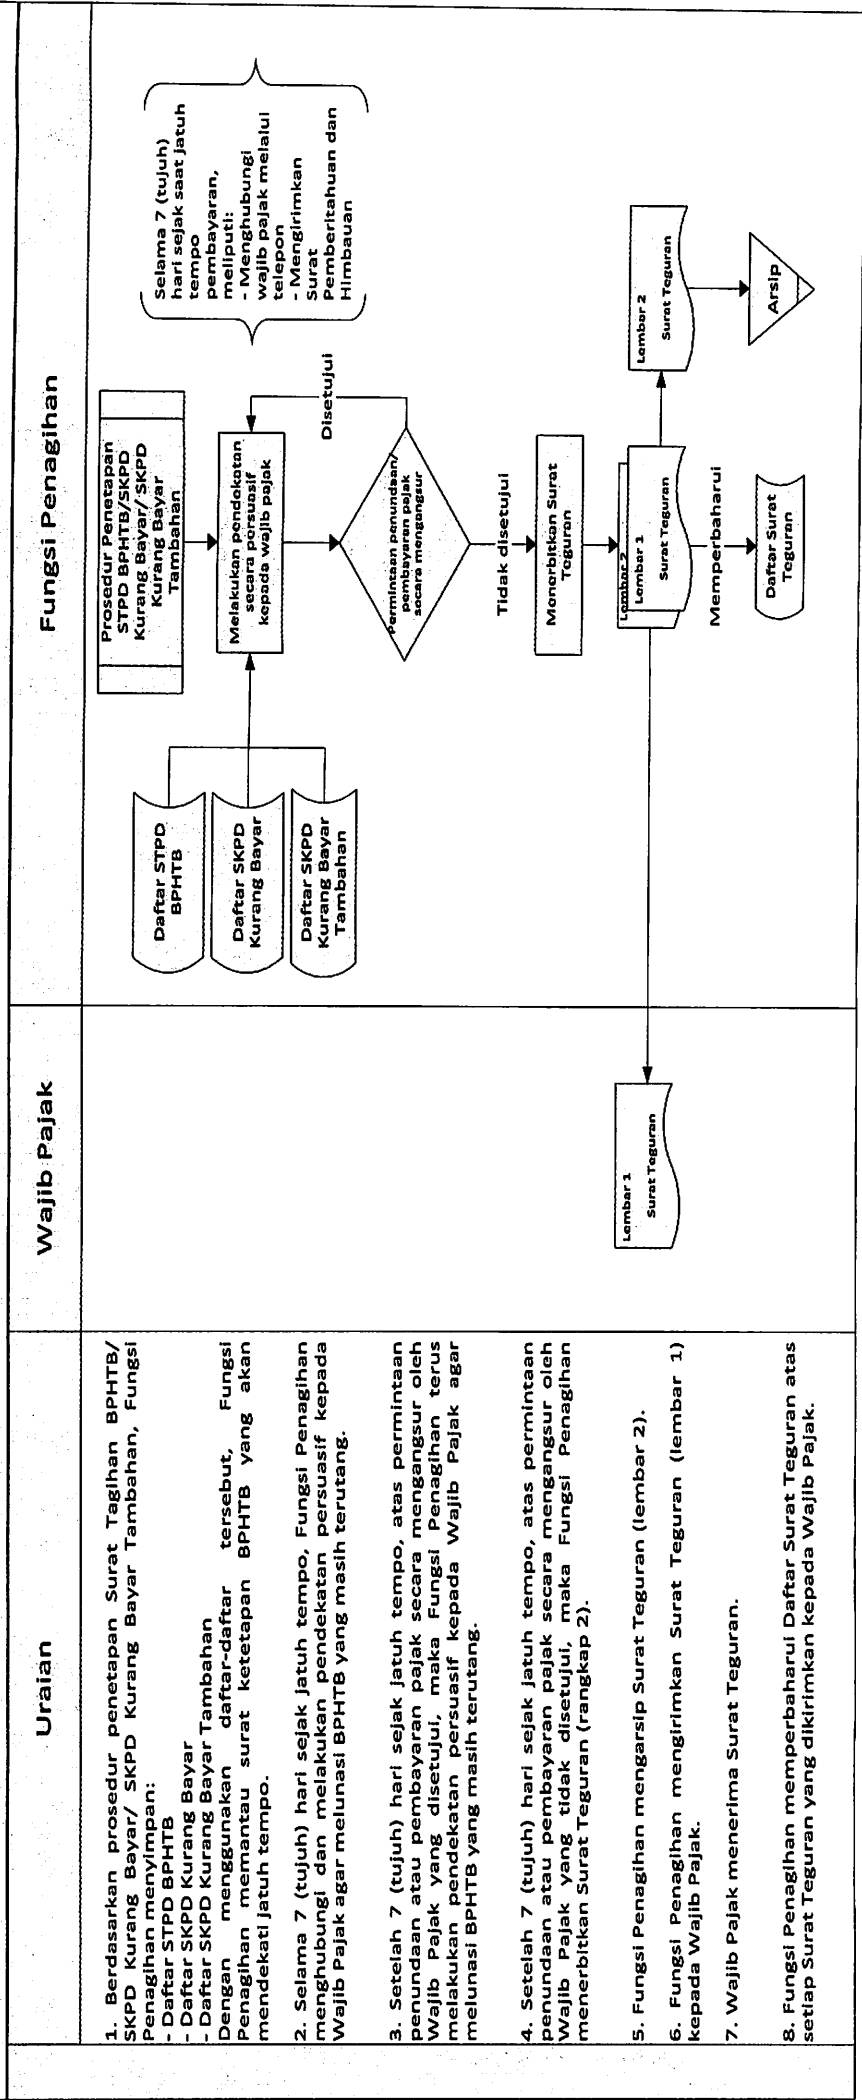 Uraian
Wajib Pajak
Fungsi Penagihan
1. Berdasarkan prosedur penetapan Surat Tagihan BPHTB/
SKPD Kurang Bayar/ SKPD Kurang Bayar Tambahan, Fungsi
Penagihan menyimpan:
- Daftar STPD BPHTB
- Daftar SKPD Kurang Bayar
- Daftar SKPD Kurang Bayar Tambahan
Dengan menggunakan daftar-daftar tersebut, Fungsi
Penagihan memantau surat ketetapan BPHTB yang akan
mendekati jatuh tempo.
2. Selama 7 (tujuh) hari sejak jatuh tempo, Fungsi Penagihan
menghubungi dan melakukan pendekatan persuasif kepada
Wajib Pajak agar melunasi BPHTB yang masih terutang.
3. Setelah 7 (tujuh) hari sejak jatuh tempo, atas permintaan
penundaan atau pembayaran pajak secara mengangsur oleh
Wajib Pajak yang disetujui, maka Fungsi Penagihan terus
melakukan pendekatan persuasif kepada Wajib Pajak agar
melunasi BPHTB yang masih terutang.
4. Setelah 7 (tujuh) hari sejak jatuh tempo, atas permintaan
penundaan atau pembayaran pajak secara mengangsur oleh
Wajib Pajak yang tidak disetujui, maka Fungsi Penagihan
menerbitkan Surat Teguran (rangkap 2).
5. Fungsi Penagihan mengarsip Surat Teguran (lembar 2).
6. Fungsi Penagihan mengirimkan Surat Teguran (lembar 1)
kepada Wajib Pajak.
7. Wajib Pajak menerima Surat Teguran.
8. Fungsi Penagihan memperbaharui Daftar Surat Teguran atas
setiap Surat Teguran yang dikirimkan kepada Wajib Pajak.
Lembar 1
Surat Teguran
Daftar STPD
BPHTB
Daftar SKPD
Kurang Bayar
Daftar SKPD
Kurang Bayar
Tambahan
Prosedur Penetapan
STPD BPHTB/SKPD
Kurang Bayar/SKPD
Kurang Bayar
Tambahan
Melakukan pendekatan
secara persuasif
kepada wajib pajak
Permintaan penundaan/
pembayaran pajak
secara mengangsur
Disetujui
Tidak disetujui
Menerbitkan Surat
Teguran
Lembar 2
Lembar 1
Surat Teguran
Memperbaharui
Daftar Surat
Teguran
Selama 7 (tujuh)
hari sejak saat jatuh
tempo
pembayaran,
meliputi:
- Menghubungi
wajib pajak melalui
telepon
- Mengirimkan
Surat
Pemberitahuan dan
Himbauan
Lembar 2
Surat Teguran
Arsip